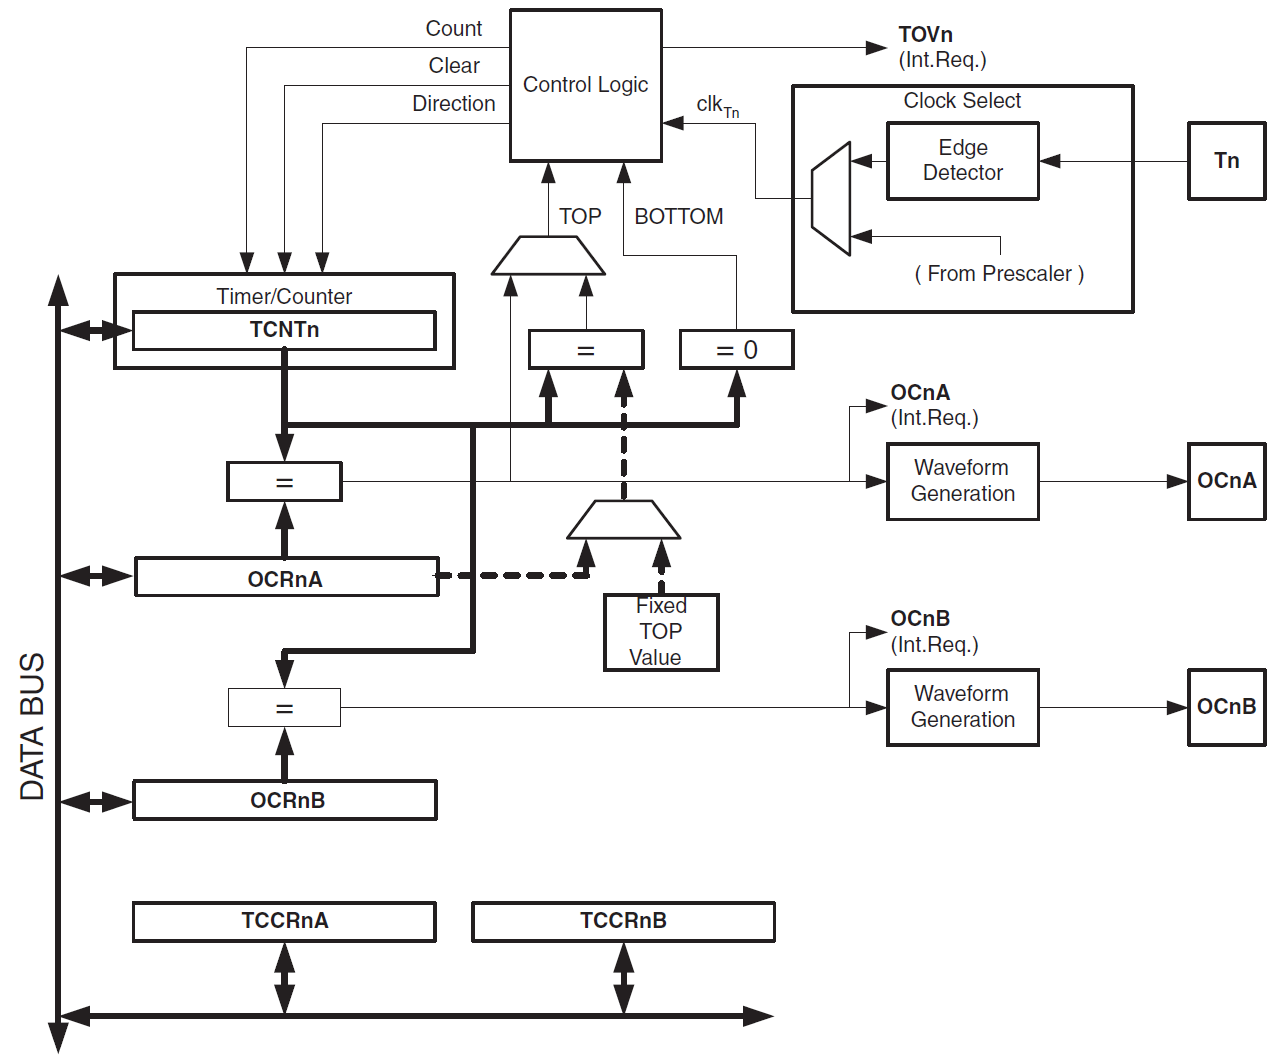 Count
Clear
Direction
Control Logic
TOVn
(Int.Req.)
clkTn
Clock Select
Edge
Detector
Tn
( From Prescaler )
TOP
BOTTOM
Timer/Counter
TCNTn
=
= 0
=
OCnA
(Int.Req.)
Waveform
Generation
OCnA
OCRnA
Fixed
TOP
Value
OCnB
(Int.Req.)
=
Waveform
Generation
OCnB
OCRnB
DATA BUS
TCCRnA
TCCRnB